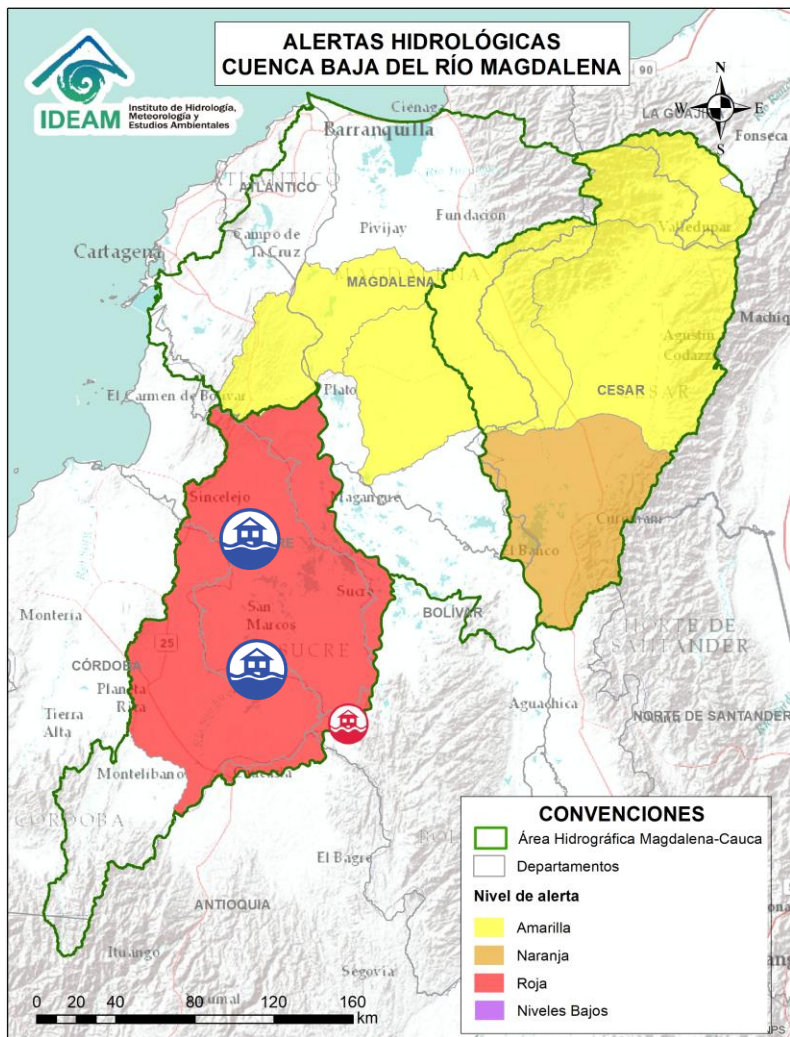 ALERTAS HIDROLÓGICAS
CUENCA BAJA DEL RÍO MAGDALENA
IDEAM
Instituto de Hidrología,
Meteorología y
Estudios Ambientales
N
W
E
S
90
LA GUAJIRA
Fonseca
Ciénaga
Barranquilla
ATLÁNTICO
Pivijay
Fundación
Valledupar
Campo de
la Cruz
Cartagena
MAGDALENA
Machiq
Agustín
Codazzi
CESAR
El Carmen de Bolívar
Plato
Sincelejo
Magangué
Curumaní
El Banco
Sucre
San
Marcos
SUCRE
BOLÍVAR
Montería
NORTE DE
SANTANDER
25
CÓRDOBA
Planeta
Rica
Tierra
Alta
Aguachica
NORTE DE SANTANDER
Montelíbano
CÓRDOBA
El Bagre
ANTIOQUIA
Ituango
Segovia
0 20 40 80 120 160
km
CONVENCIONES
Área Hidrográfica Magdalena-Cauca
Departamentos
Nivel de alerta
Amarilla
Naranja
Roja
Niveles Bajos